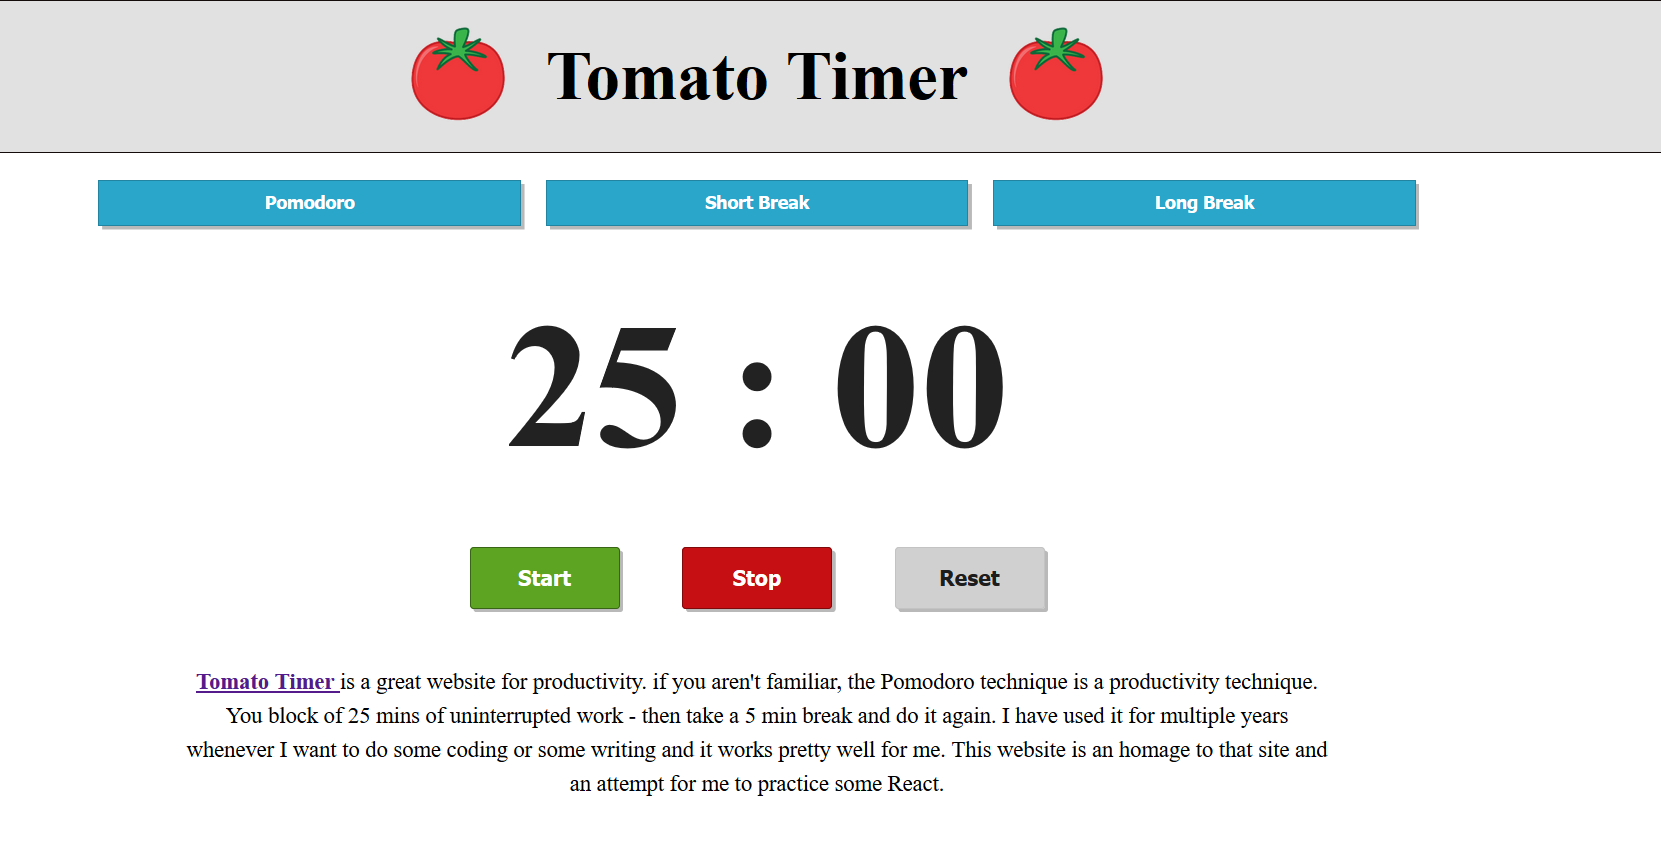 Tomato Timer
Pomodoro
Short Break
Long Break
25 : 00
Start
Stop
Reset
Tomato Timer is a great website for productivity. if you aren't familiar, the Pomodoro technique is a productivity technique.
You block of 25 mins of uninterrupted work - then take a 5 min break and do it again. I have used it for multiple years
whenever I want to do some coding or some writing and it works pretty well for me. This website is an homage to that site and
an attempt for me to practice some React.